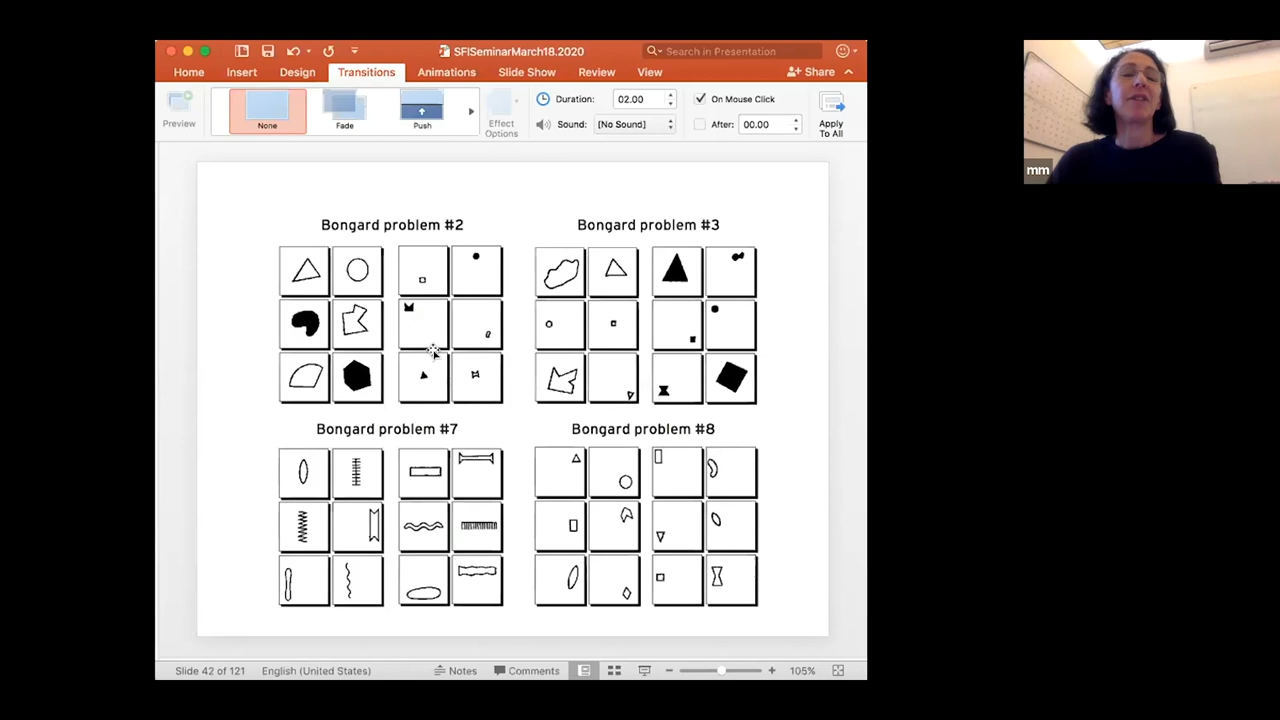 SFISeminarMarch18.2020
Search in Presentation
Home Insert Design Transitions Animations Slide Show Review View Share
Preview
None
Fade
Push
Effect Options
Duration: 02.00
Sound: [No Sound]
On Mouse Click
After: 00.00
Apply To All
mm
Bongard problem #2
Bongard problem #3
Bongard problem #7
Bongard problem #8
Slide 42 of 121 English (United States) Notes Comments 105%